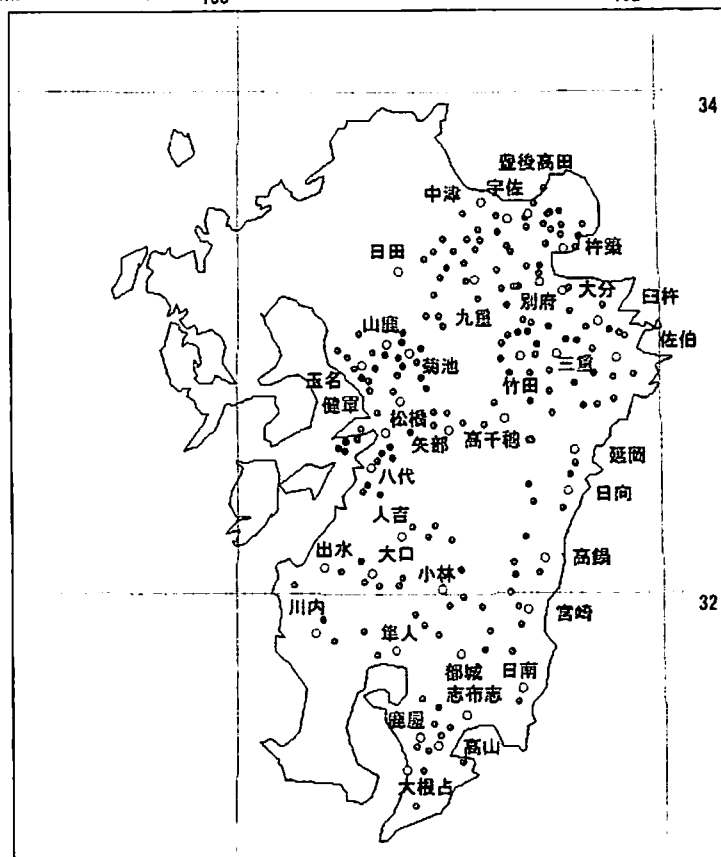 34
豊後高田
宇佐
中津
杵築
日田
別府
大分
臼杵
九重
佐伯
山鹿
菊池
三重
玉名
竹田
健軍
松橋
矢部
高千穂
延岡
八代
日向
人吉
出水
大口
高鍋
小林
32
川内
宮崎
隼人
都城
日南
志布志
鹿屋
高山
大根占